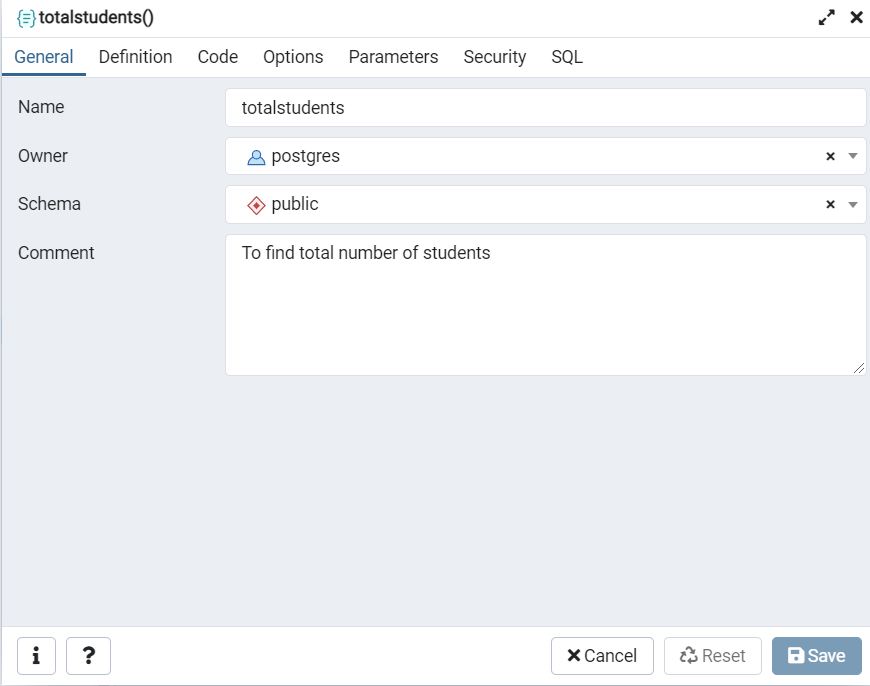 totalstudents()
General Definition Code Options Parameters Security SQL
Name totalstudents
Owner postgres
Schema public
Comment To find total number of students
i ? Cancel Reset Save